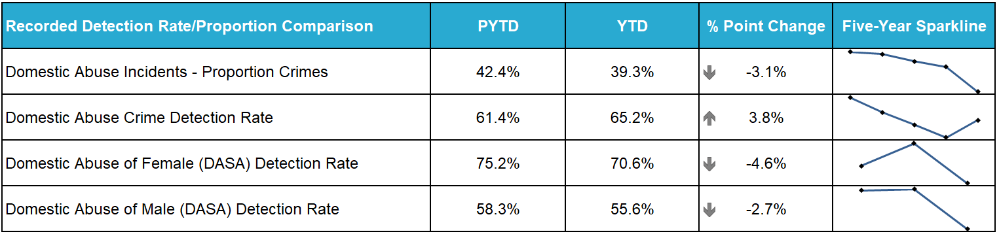 Recorded Detection Rate/Proportion Comparison PYTD YTD % Point Change Five-Year Sparkline
Domestic Abuse Incidents - Proportion Crimes 42.4% 39.3% -3.1%
Domestic Abuse Crime Detection Rate 61.4% 65.2% 3.8%
Domestic Abuse of Female (DASA) Detection Rate 75.2% 70.6% -4.6%
Domestic Abuse of Male (DASA) Detection Rate 58.3% 55.6% -2.7%